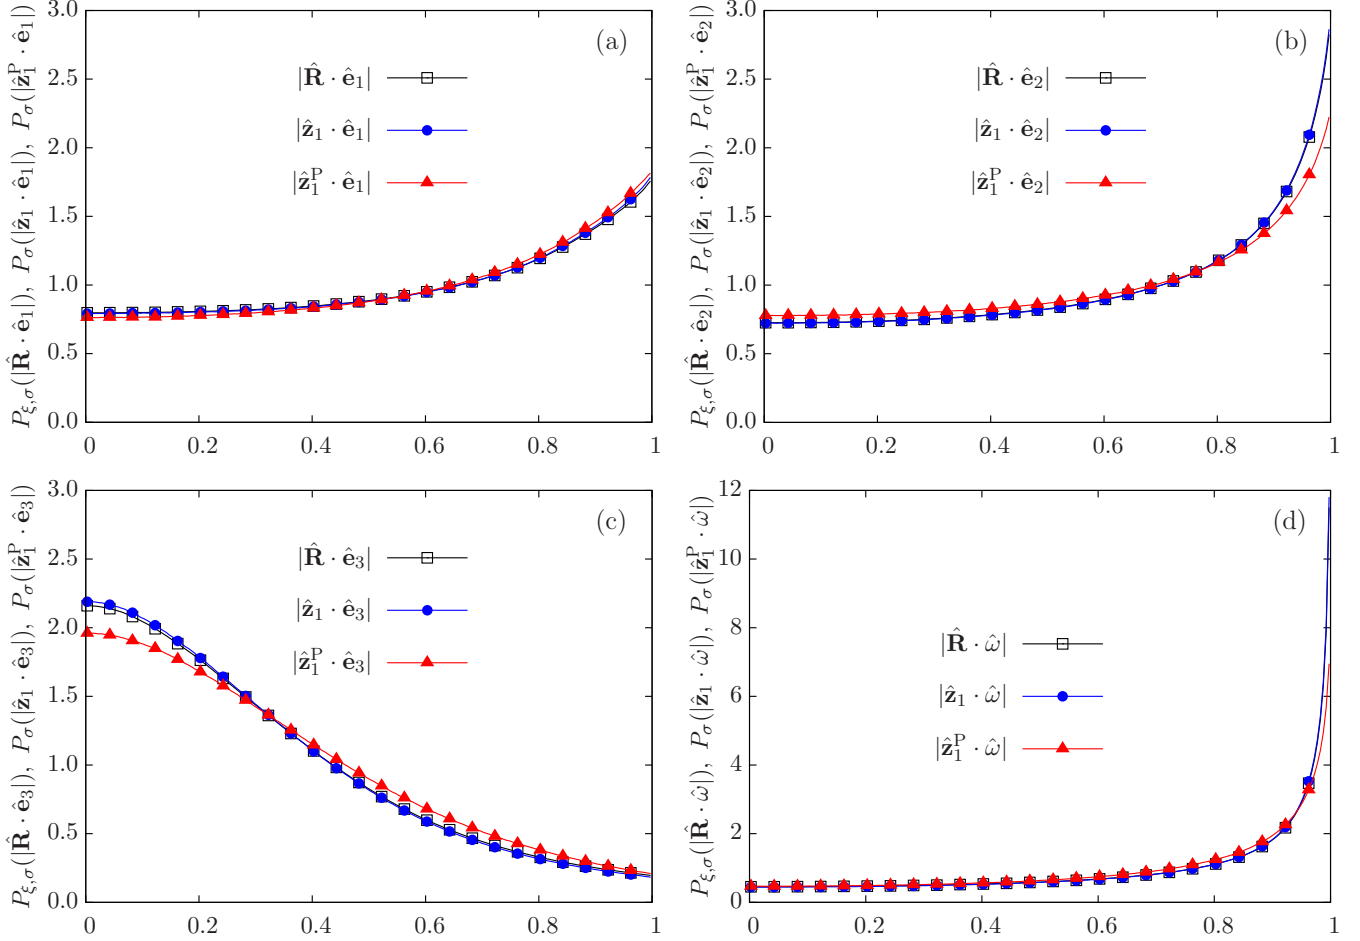 P_{ξ,σ}(|R̂ · ê₁|), P_σ(|ẑ₁ · ê₁|), P_σ(|ẑ₁ᴾ · ê₁|)
3.0
2.5
2.0
1.5
1.0
0.5
0.0
(a)
|R̂ · ê₁|
|ẑ₁ · ê₁|
|ẑ₁ᴾ · ê₁|
0 0.2 0.4 0.6 0.8 1
P_{ξ,σ}(|R̂ · ê₂|), P_σ(|ẑ₁ · ê₂|), P_σ(|ẑ₁ᴾ · ê₂|)
3.0
2.5
2.0
1.5
1.0
0.5
0.0
(b)
|R̂ · ê₂|
|ẑ₁ · ê₂|
|ẑ₁ᴾ · ê₂|
0 0.2 0.4 0.6 0.8 1
P_{ξ,σ}(|R̂ · ê₃|), P_σ(|ẑ₁ · ê₃|), P_σ(|ẑ₁ᴾ · ê₃|)
3.0
2.5
2.0
1.5
1.0
0.5
0.0
(c)
|R̂ · ê₃|
|ẑ₁ · ê₃|
|ẑ₁ᴾ · ê₃|
0 0.2 0.4 0.6 0.8 1
P_{ξ,σ}(|R̂ · ω̂|), P_σ(|ẑ₁ · ω̂|), P_σ(|ẑ₁ᴾ · ω̂|)
12
10
8
6
4
2
0
(d)
|R̂ · ω̂|
|ẑ₁ · ω̂|
|ẑ₁ᴾ · ω̂|
0 0.2 0.4 0.6 0.8 1